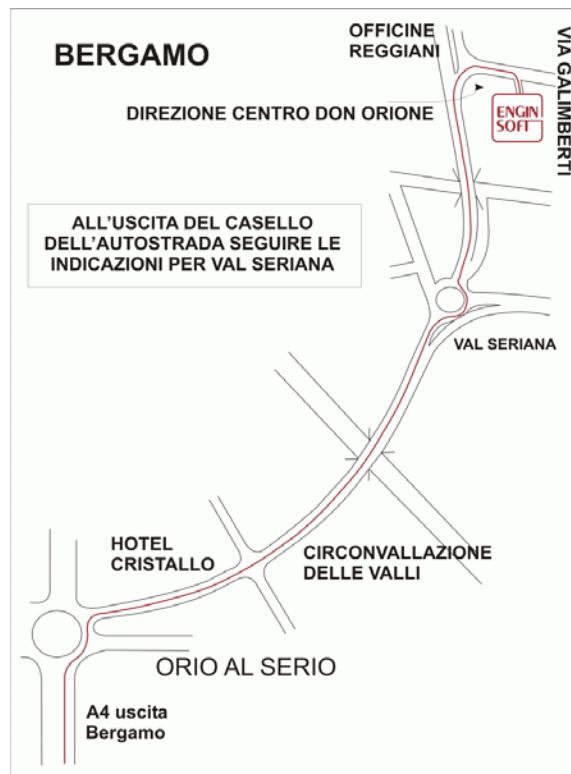 BERGAMO
OFFICINE
REGGIANI
VIA GALIMBERTI
DIREZIONE CENTRO DON ORIONE
ENGIN
SOFT
ALL'USCITA DEL CASELLO
DELL'AUTOSTRADA SEGUIRE LE
INDICAZIONI PER VAL SERIANA
VAL SERIANA
HOTEL
CRISTALLO
CIRCONVALLAZIONE
DELLE VALLI
ORIO AL SERIO
A4 uscita
Bergamo